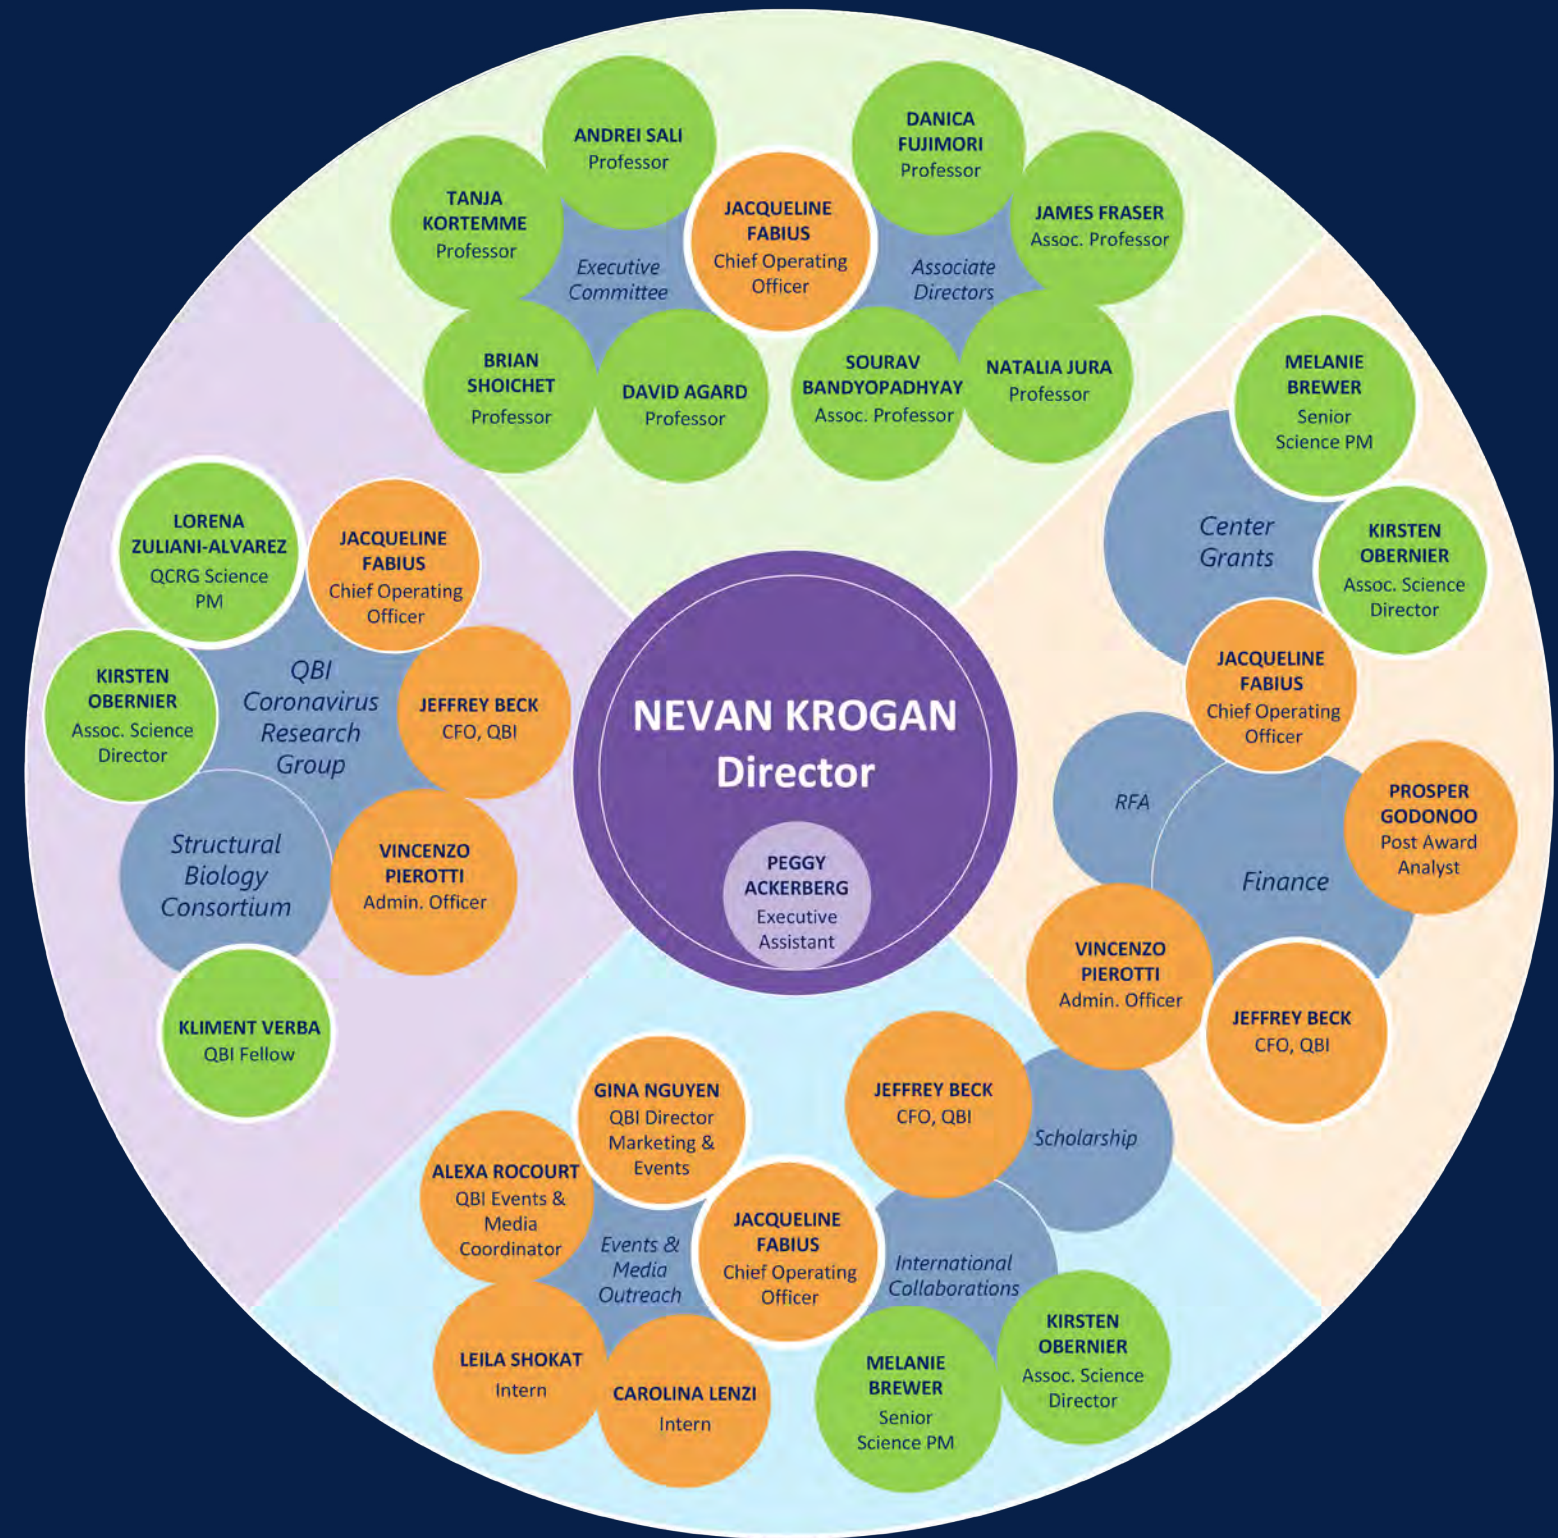 ANDREI SALI
Professor
TANJA
KORTEMME
Professor
Executive
Committee
BRIAN
SHOICHET
Professor
DAVID AGARD
Professor
JACQUELINE
FABIUS
Chief Operating
Officer
DANICA
FUJIMORI
Professor
JAMES FRASER
Assoc. Professor
Associate
Directors
SOURAV
BANDYOPADHYAY
Assoc. Professor
NATALIA JURA
Professor
MELANIE
BREWER
Senior
Science PM
Center
Grants
KIRSTEN
OBERNIER
Assoc. Science
Director
JACQUELINE
FABIUS
Chief Operating
Officer
RFA
PROSPER
GODONOO
Post Award
Analyst
Finance
VINCENZO
PIEROTTI
Admin. Officer
JEFFREY BECK
CFO, QBI
LORENA
ZULIANI-ALVAREZ
QCRG Science
PM
JACQUELINE
FABIUS
Chief Operating
Officer
KIRSTEN
OBERNIER
Assoc. Science
Director
QBI
Coronavirus
Research
Group
JEFFREY BECK
CFO, QBI
Structural
Biology
Consortium
VINCENZO
PIEROTTI
Admin. Officer
KLIMENT VERBA
QBI Fellow
NEVAN KROGAN
Director
PEGGY
ACKERBERG
Executive
Assistant
GINA NGUYEN
QBI Director
Marketing &
Events
ALEXA ROCOURT
QBI Events &
Media
Coordinator
Events &
Media
Outreach
LEILA SHOKAT
Intern
CAROLINA LENZI
Intern
JACQUELINE
FABIUS
Chief Operating
Officer
JEFFREY BECK
CFO, QBI
Scholarship
International
Collaborations
MELANIE
BREWER
Senior
Science PM
KIRSTEN
OBERNIER
Assoc. Science
Director